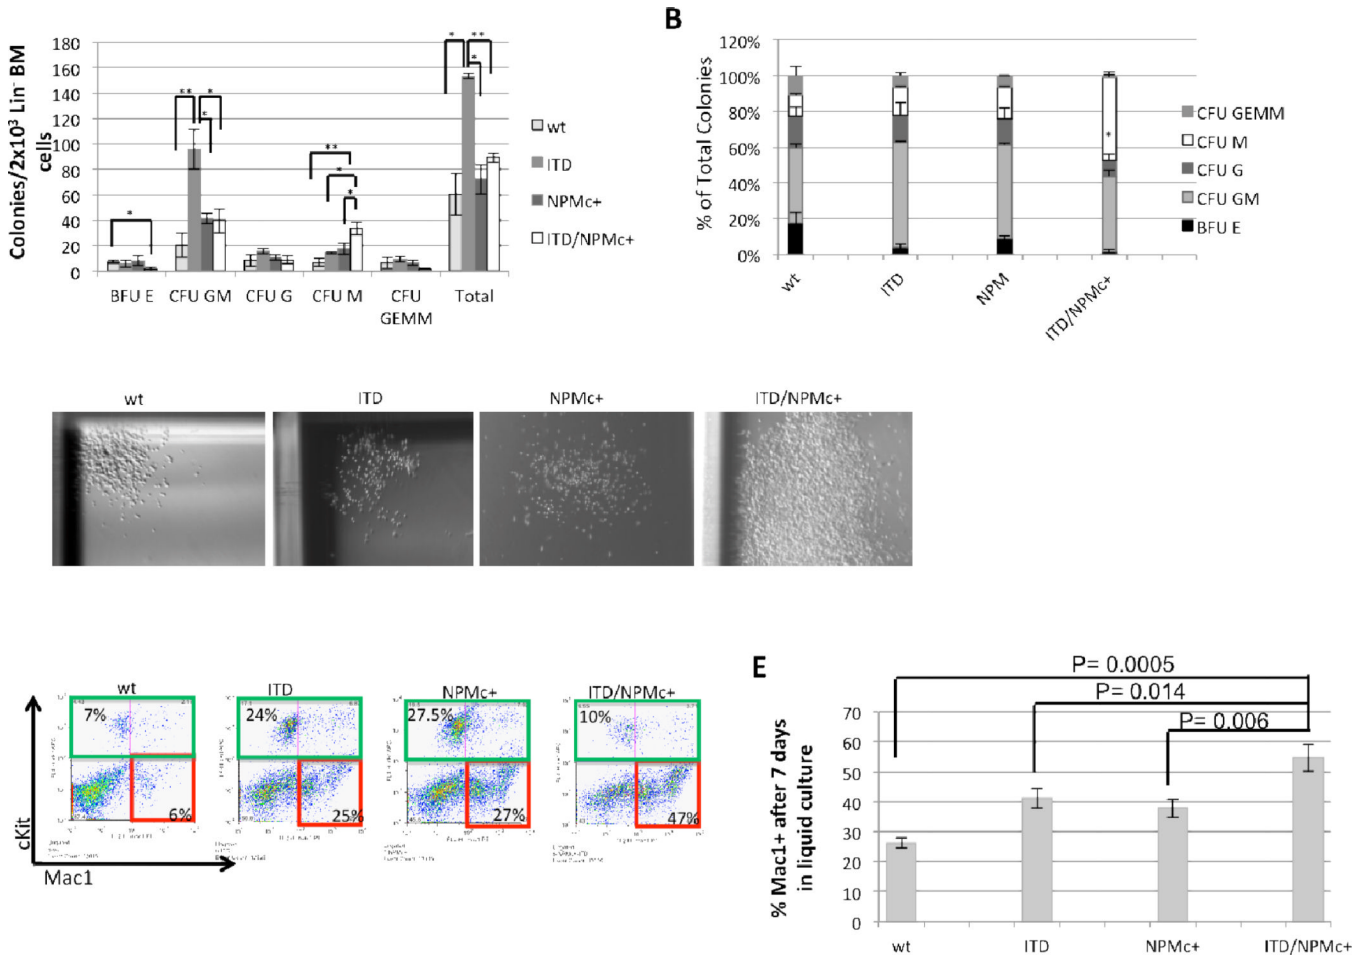 B
Colonies/2x10³ Lin⁻ BM
cells
180
160
140
120
100
80
60
40
20
0
* ** *
** * *
** * *
*
BFU E CFU GM CFU G CFU M CFU GEMM Total
wt
ITD
NPMc+
ITD/NPMc+
% of Total Colonies
120%
100%
80%
60%
40%
20%
0%
*
wt ITD NPM ITD/NPMc+
CFU GEMM
CFU M
CFU G
CFU GM
BFU E
wt ITD NPMc+ ITD/NPMc+
wt ITD NPMc+ ITD/NPMc+
7% 24% 27.5% 10%
6% 25% 27% 47%
cKit
Mac1
E
P= 0.0005
P= 0.014
P= 0.006
% Mac1+ after 7 days
in liquid culture
70
60
50
40
30
20
10
0
wt ITD NPMc+ ITD/NPMc+